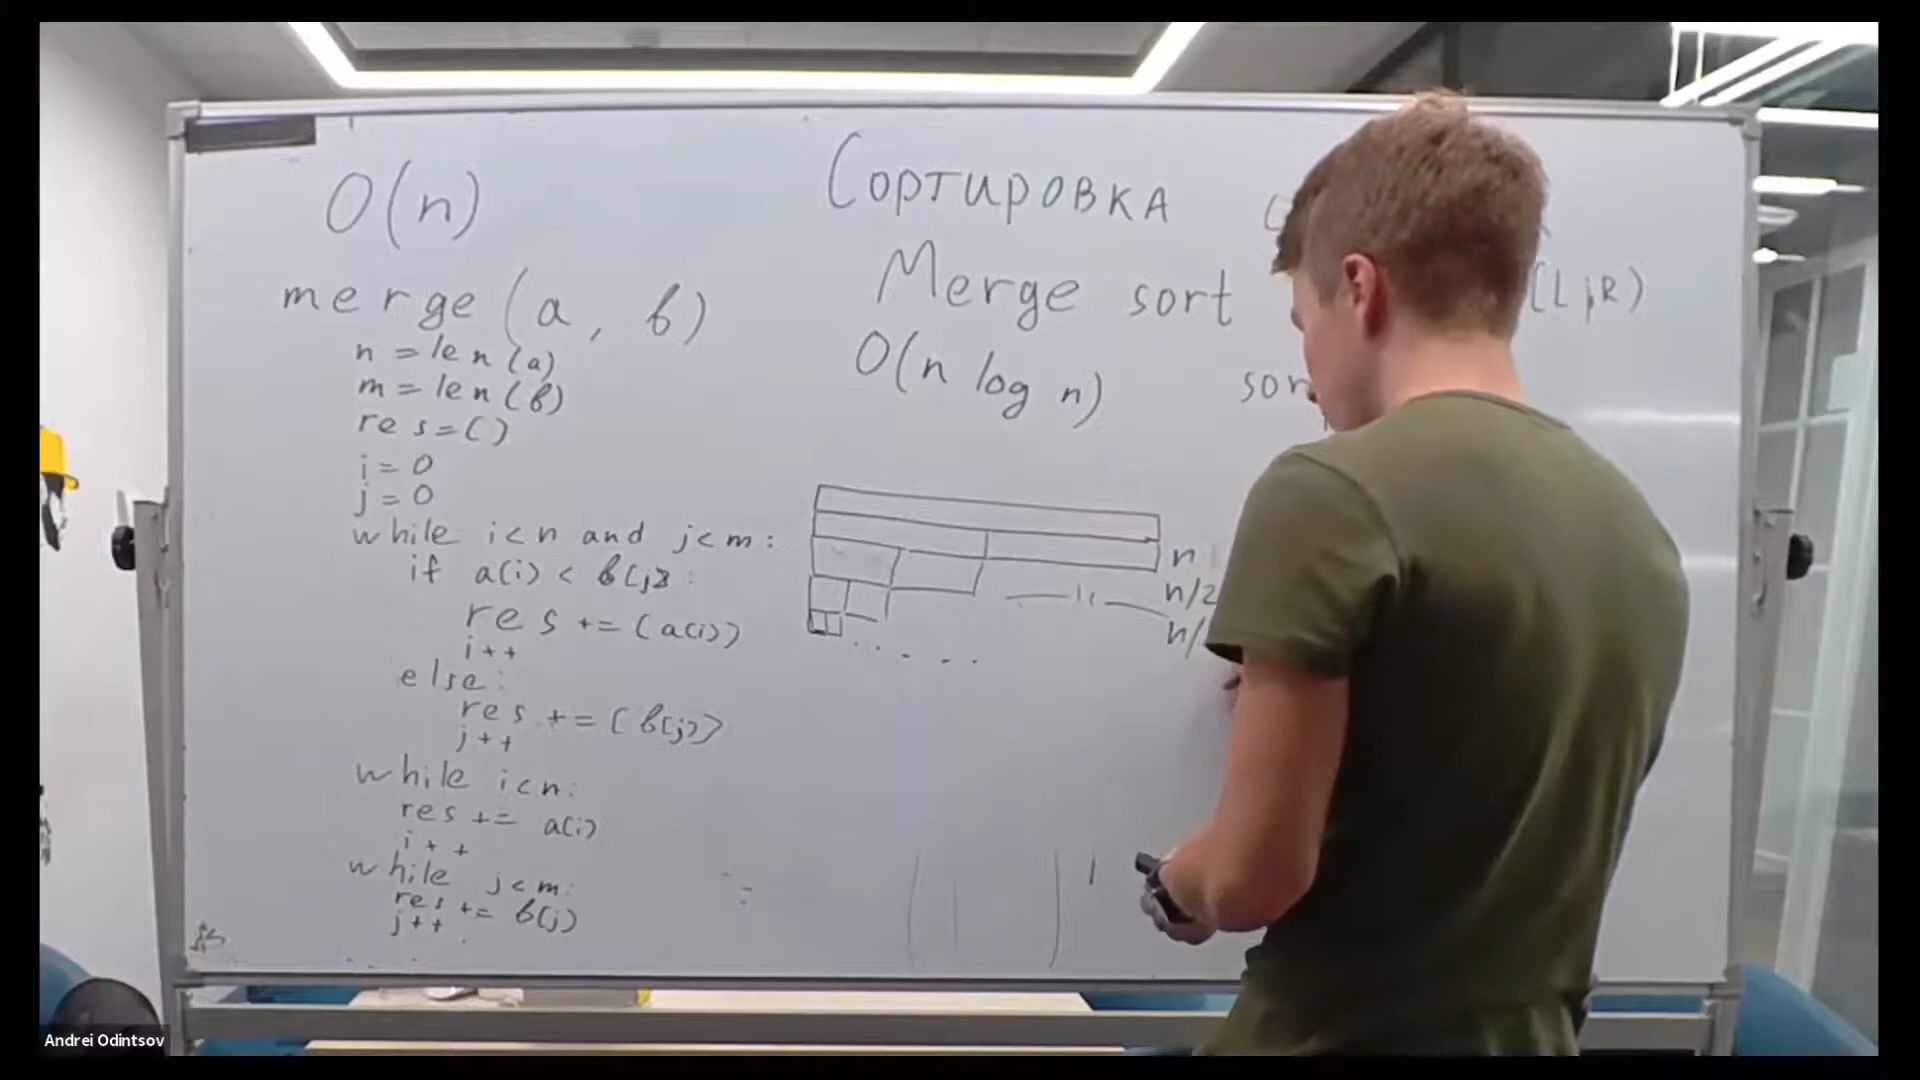 O(n)
merge(a, b)
n = len(a)
m = len(b)
res = ()
i = 0
j = 0
while i<n and j<m:
if a(i) < b(j):
res += (a(i))
i++
else:
res += (b(j))
j++
while i<n:
res += a(i)
i++
while j<m:
res += b(j)
j++
Сортировка
Merge sort
O(n log n)
n
n/2
n/
(L,R)
sor
Andrei Odintsov